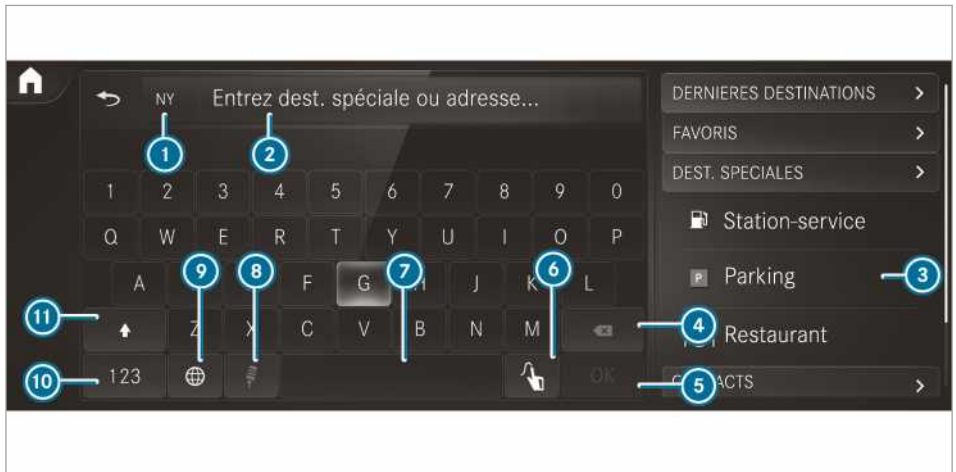 NY Entrez dest. spéciale ou adresse...
1 2
1 2 3 4 5 6 7 8 9 0
Q W E R T Y U I O P
9 8 7 6
A F G H J K L
11
Z X C V B N M
10 123 OK
DERNIERES DESTINATIONS
FAVORIS
DEST. SPECIALES
Station-service
P Parking 3
4 Restaurant
5